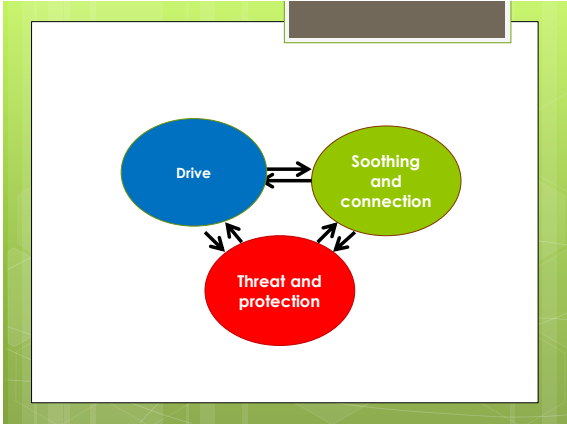 Drive
Soothing
and
connection
Threat and
protection